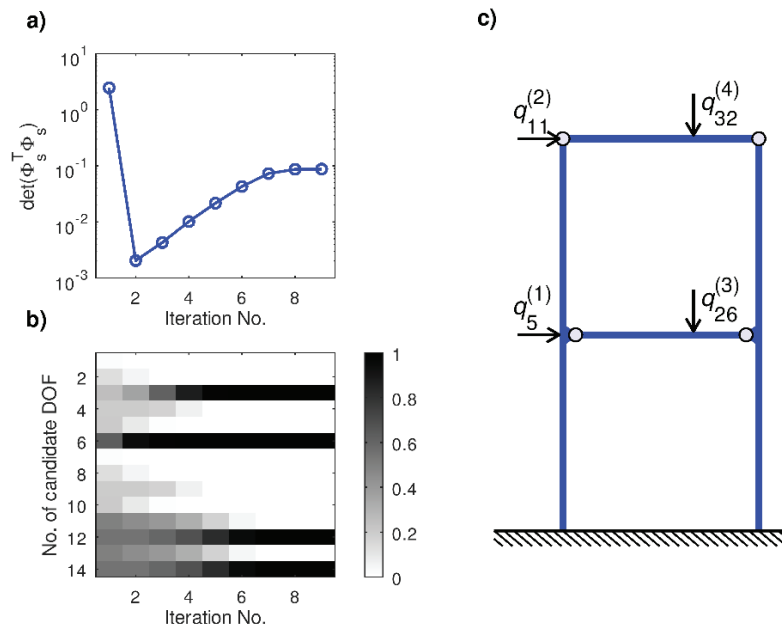 a)
det(Φ_s^T Φ_s)
10^1
10^0
10^-1
10^-2
10^-3
2 4 6 8
Iteration No.
b)
No. of candidate DOF
2
4
6
8
10
12
14
2 4 6 8
Iteration No.
1
0.8
0.6
0.4
0.2
0
c)
q_11^(2)
q_32^(4)
q_5^(1)
q_26^(3)